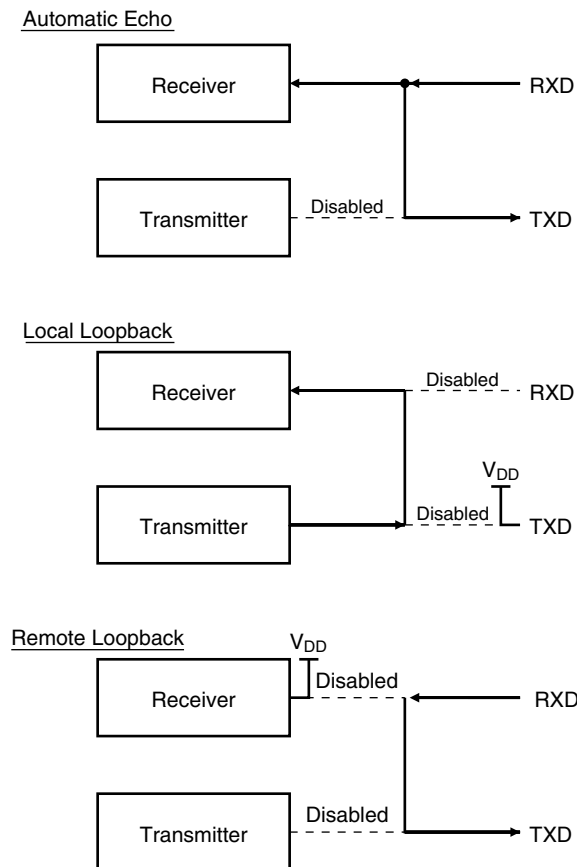 Automatic Echo
Receiver
RXD
Transmitter
Disabled
TXD
Local Loopback
Receiver
Disabled
RXD
VDD
Transmitter
Disabled
TXD
Remote Loopback
VDD
Receiver
Disabled
RXD
Transmitter
Disabled
TXD